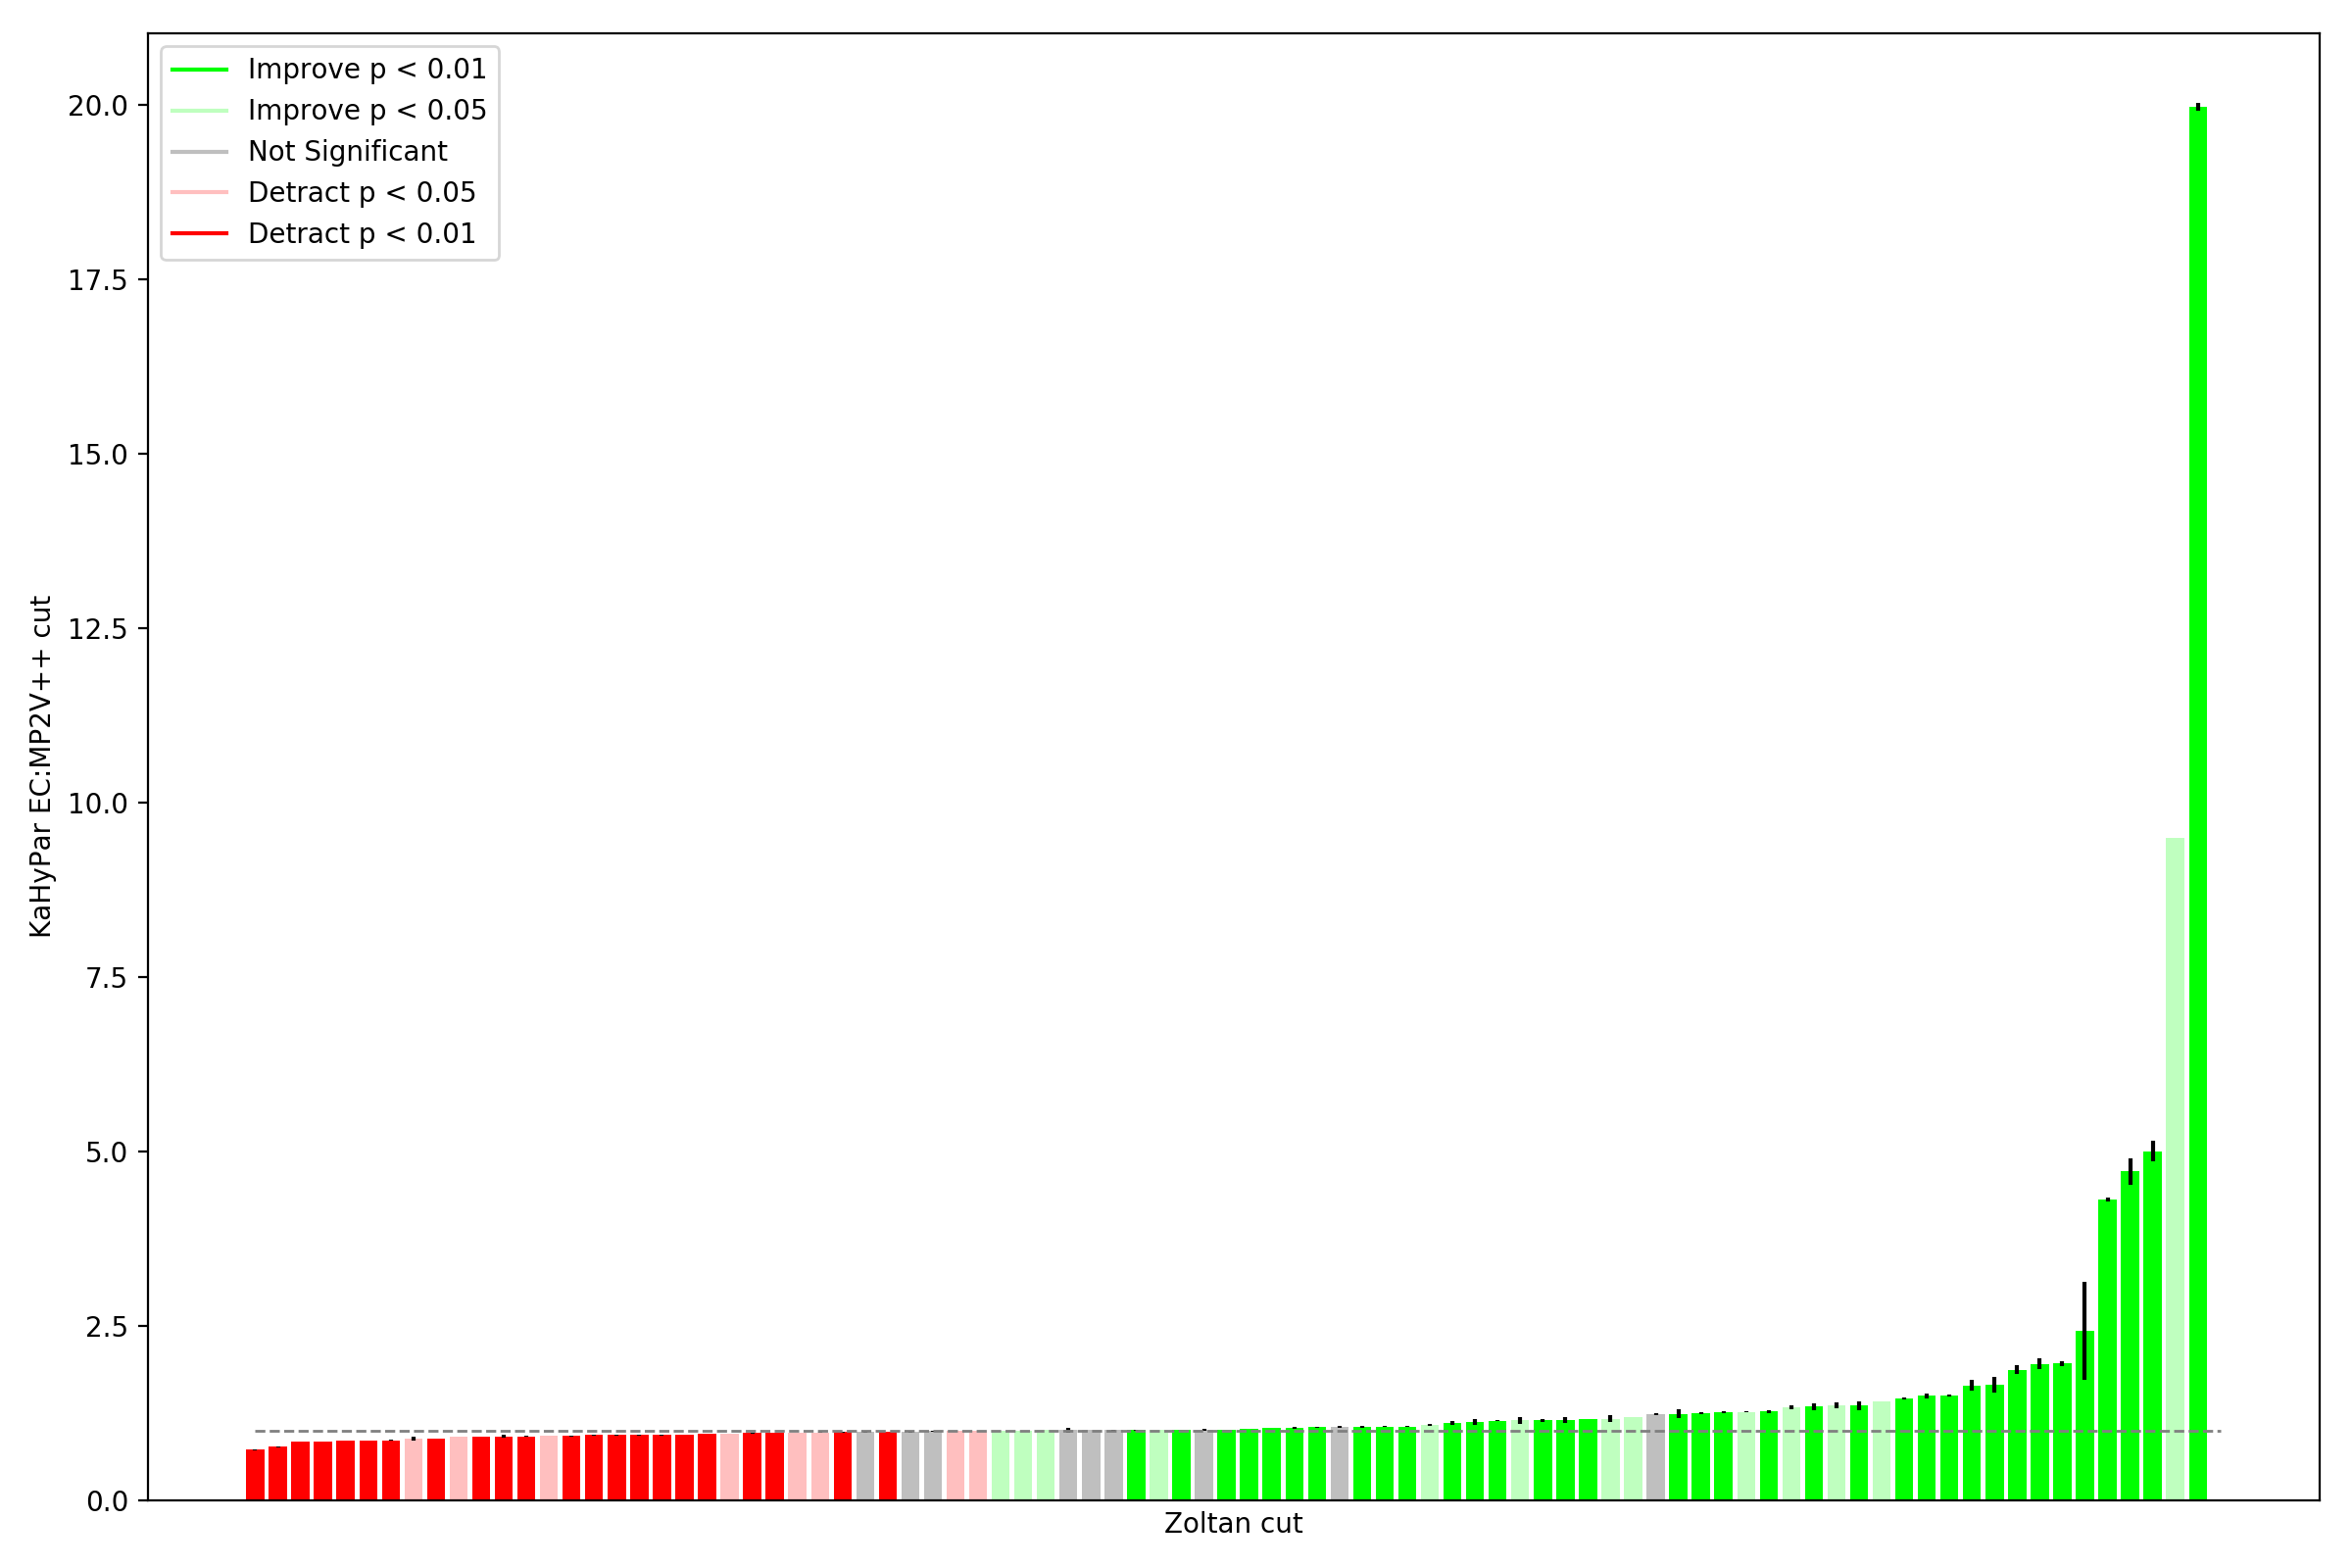 Improve p < 0.01
Improve p < 0.05
Not Significant
Detract p < 0.05
Detract p < 0.01
20.0
17.5
15.0
12.5
10.0
7.5
5.0
2.5
0.0
KaHyPar EC:MP2V++ cut
Zoltan cut